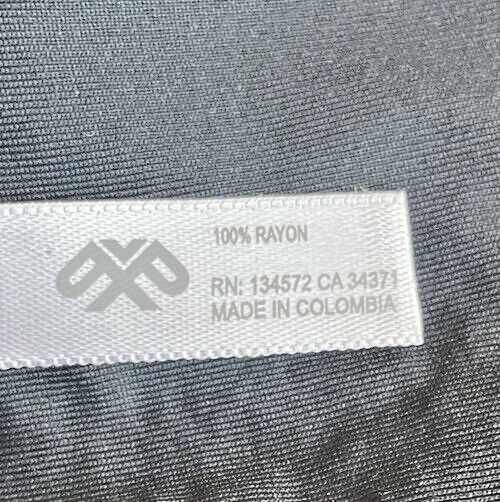 100% RAYON
RN: 134572 CA 34371
MADE IN COLOMBIA